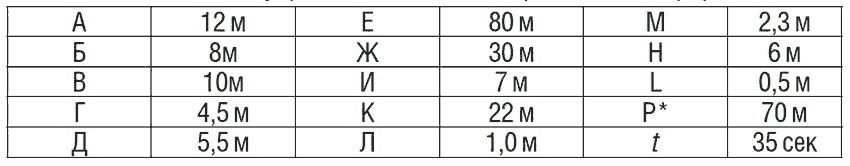 А 12 м Е 80 м М 2,3 м
Б 8м Ж 30 м Н 6 м
В 10м И 7 м L 0,5 м
Г 4,5 м К 22 м Р* 70 м
Д 5,5 м Л 1,0 м t 35 сек